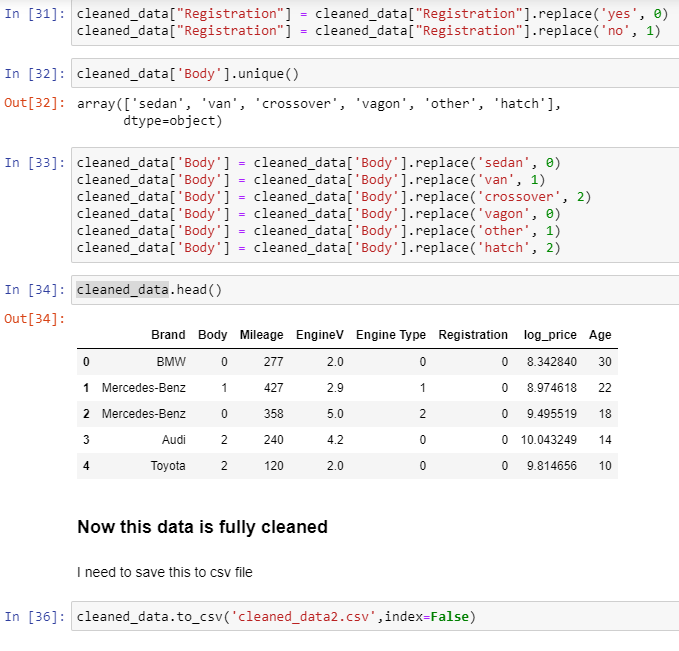 In [31]: cleaned_data["Registration"] = cleaned_data["Registration"].replace('yes', 0)
cleaned_data["Registration"] = cleaned_data["Registration"].replace('no', 1)
In [32]: cleaned_data['Body'].unique()
Out[32]: array(['sedan', 'van', 'crossover', 'vagon', 'other', 'hatch'],
dtype=object)
In [33]: cleaned_data['Body'] = cleaned_data['Body'].replace('sedan', 0)
cleaned_data['Body'] = cleaned_data['Body'].replace('van', 1)
cleaned_data['Body'] = cleaned_data['Body'].replace('crossover', 2)
cleaned_data['Body'] = cleaned_data['Body'].replace('vagon', 0)
cleaned_data['Body'] = cleaned_data['Body'].replace('other', 1)
cleaned_data['Body'] = cleaned_data['Body'].replace('hatch', 2)
In [34]: cleaned_data.head()
Out[34]:
Brand Body Mileage EngineV Engine Type Registration log_price Age
0 BMW 0 277 2.0 0 0 8.342840 30
1 Mercedes-Benz 1 427 2.9 1 0 8.974618 22
2 Mercedes-Benz 0 358 5.0 2 0 9.495519 18
3 Audi 2 240 4.2 0 0 10.043249 14
4 Toyota 2 120 2.0 0 0 9.814656 10
Now this data is fully cleaned
I need to save this to csv file
In [36]: cleaned_data.to_csv('cleaned_data2.csv',index=False)